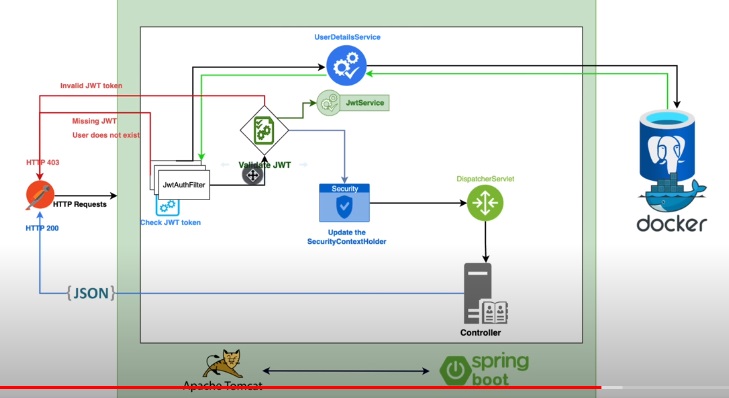 UserDetailsService
Invalid JWT token
JwtService
Missing JWT
User does not exist
Validate JWT
HTTP 403
JwtAuthFilter
DispatcherServlet
Security
HTTP Requests
Check JWT token
HTTP 200
Update the
SecurityContextHolder
docker
{JSON}
Controller
Apache Tomcat
spring
boot